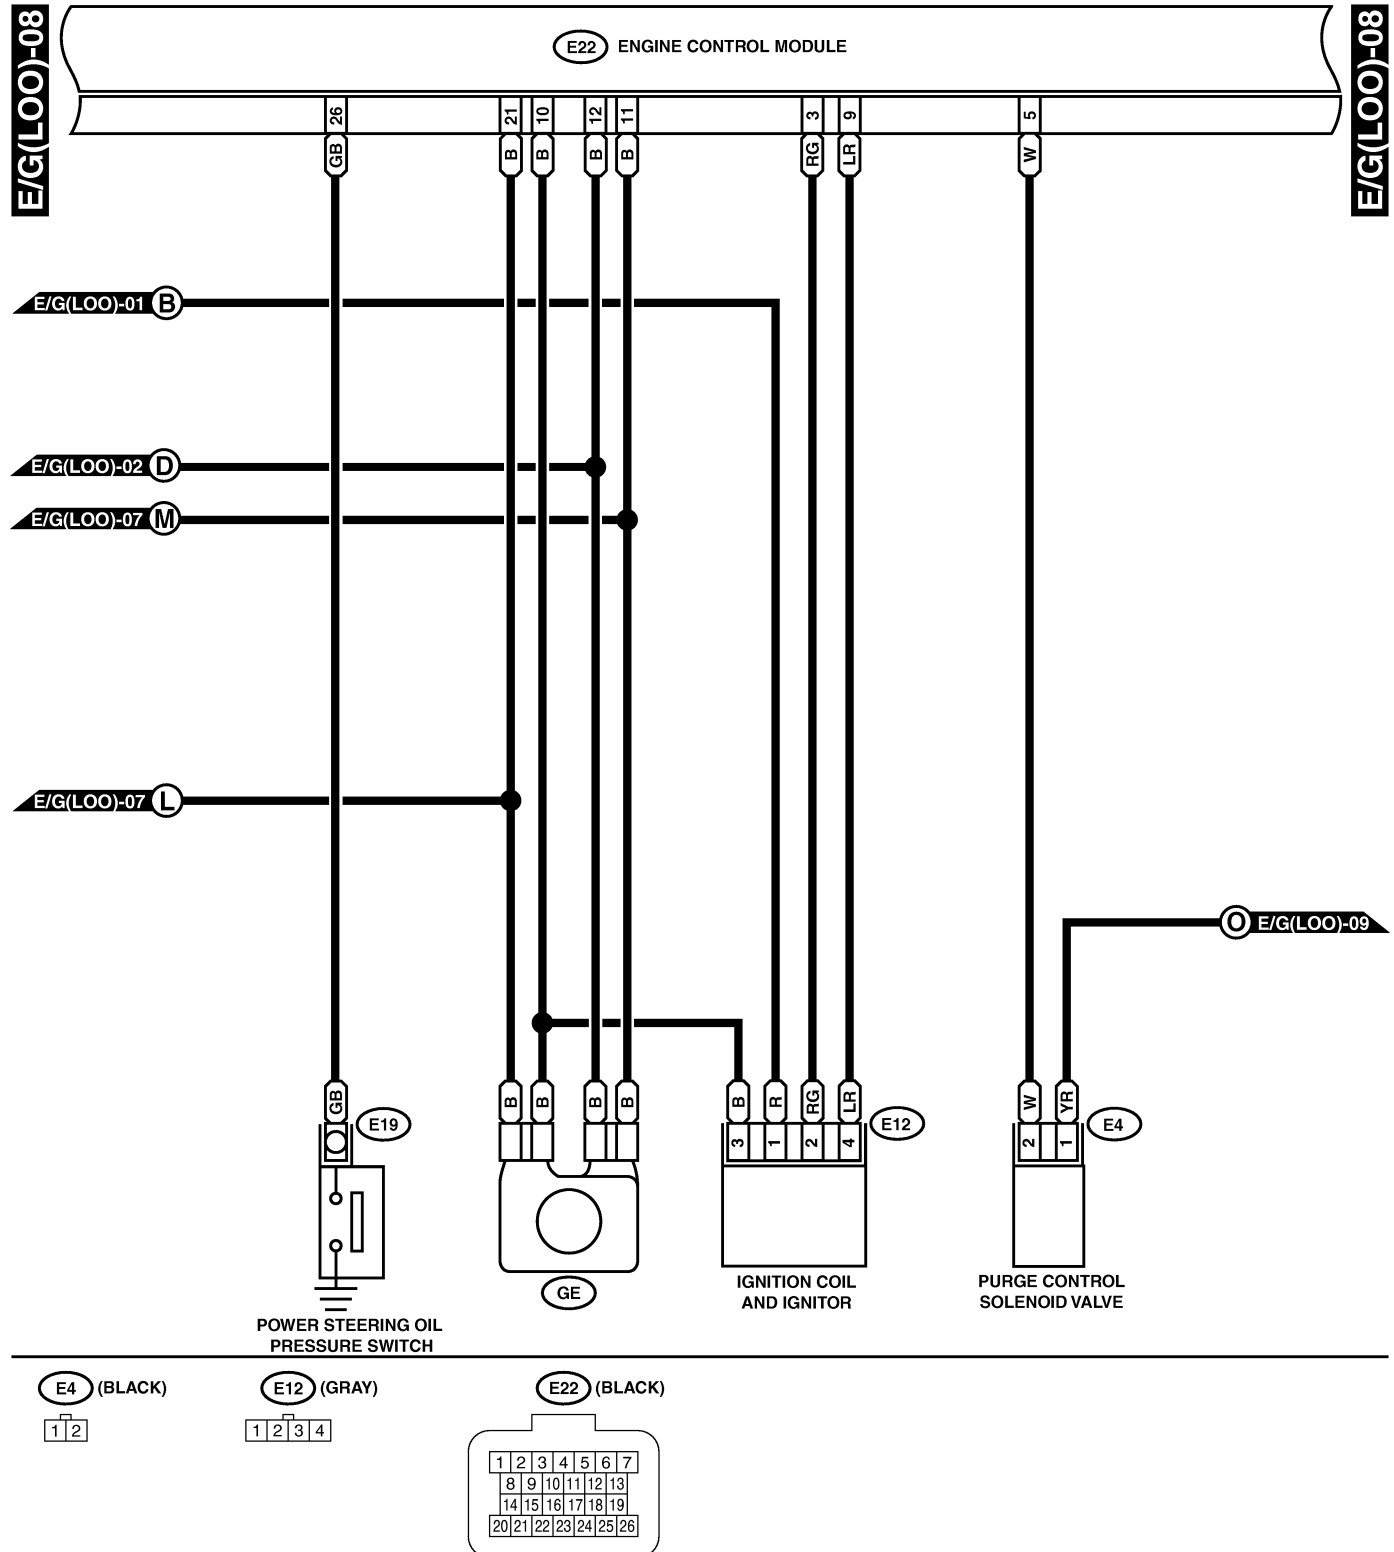 E/G(LOO)-08
E/G(LOO)-08
E22 ENGINE CONTROL MODULE
26 21 10 12 11 3 9 5
GB B B B B RG LR W
E/G(LOO)-01 B
E/G(LOO)-02 D
E/G(LOO)-07 M
E/G(LOO)-07 L
O E/G(LOO)-09
GB B B B B B R RG LR W YR
E19
3 1 2 4
E12
2 1
E4
GE
IGNITION COIL
AND IGNITOR
PURGE CONTROL
SOLENOID VALVE
POWER STEERING OIL
PRESSURE SWITCH
E4 (BLACK)
1 2
E12 (GRAY)
1 2 3 4
E22 (BLACK)
1 2 3 4 5 6 7
8 9 10 11 12 13
14 15 16 17 18 19
20 21 22 23 24 25 26